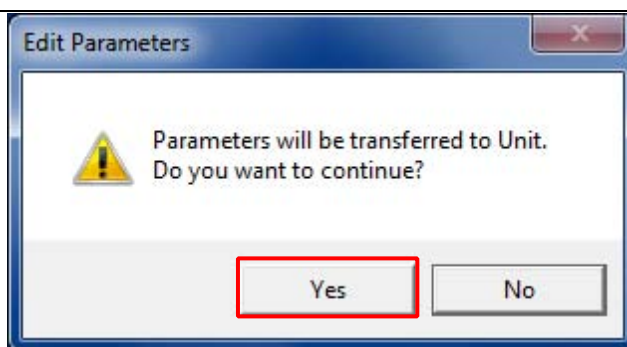 Edit Parameters
Parameters will be transferred to Unit.
Do you want to continue?
Yes
No